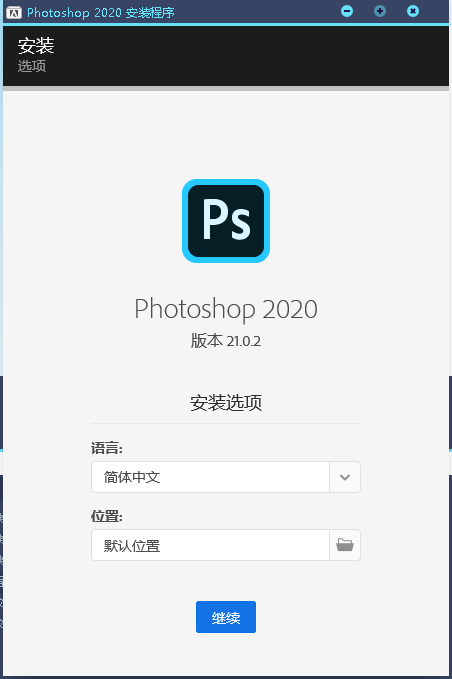 Photoshop 2020 安装程序
安装
选项
Ps
Photoshop 2020
版本 21.0.2
安装选项
语言:
简体中文
位置:
默认位置
继续